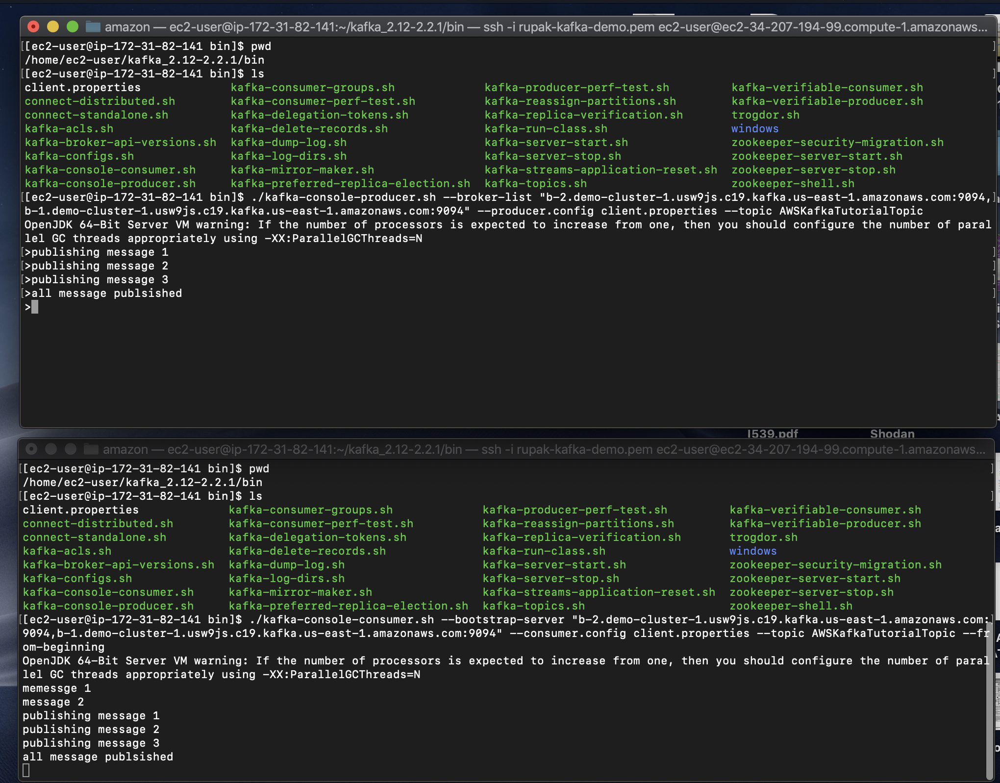 amazon — ec2-user@ip-172-31-82-141:~/kafka_2.12-2.2.1/bin — ssh -i rupak-kafka-demo.pem ec2-user@ec2-34-207-194-99.compute-1.amazonaws...
[[ec2-user@ip-172-31-82-141 bin]$ pwd ]
/home/ec2-user/kafka_2.12-2.2.1/bin
[[ec2-user@ip-172-31-82-141 bin]$ ls ]
client.properties kafka-consumer-groups.sh kafka-producer-perf-test.sh kafka-verifiable-consumer.sh
connect-distributed.sh kafka-consumer-perf-test.sh kafka-reassign-partitions.sh kafka-verifiable-producer.sh
connect-standalone.sh kafka-delegation-tokens.sh kafka-replica-verification.sh trogdor.sh
kafka-acls.sh kafka-delete-records.sh kafka-run-class.sh windows
kafka-broker-api-versions.sh kafka-dump-log.sh kafka-server-start.sh zookeeper-security-migration.sh
kafka-configs.sh kafka-log-dirs.sh kafka-server-stop.sh zookeeper-server-start.sh
kafka-console-consumer.sh kafka-mirror-maker.sh kafka-streams-application-reset.sh zookeeper-server-stop.sh
kafka-console-producer.sh kafka-preferred-replica-election.sh kafka-topics.sh zookeeper-shell.sh
[[ec2-user@ip-172-31-82-141 bin]$ ./kafka-console-producer.sh --broker-list "b-2.demo-cluster-1.usw9js.c19.kafka.us-east-1.amazonaws.com:9094,]
b-1.demo-cluster-1.usw9js.c19.kafka.us-east-1.amazonaws.com:9094" --producer.config client.properties --topic AWSKafkaTutorialTopic
OpenJDK 64-Bit Server VM warning: If the number of processors is expected to increase from one, then you should configure the number of paral
lel GC threads appropriately using -XX:ParallelGCThreads=N
[>publishing message 1 ]
[>publishing message 2 ]
[>publishing message 3 ]
[>all message publsished ]
>
I539.pdf Shodan
amazon — ec2-user@ip-172-31-82-141:~/kafka_2.12-2.2.1/bin — ssh -i rupak-kafka-demo.pem ec2-user@ec2-34-207-194-99.compute-1.amazonaws...
[[ec2-user@ip-172-31-82-141 bin]$ pwd ]
/home/ec2-user/kafka_2.12-2.2.1/bin
[[ec2-user@ip-172-31-82-141 bin]$ ls ]
client.properties kafka-consumer-groups.sh kafka-producer-perf-test.sh kafka-verifiable-consumer.sh
connect-distributed.sh kafka-consumer-perf-test.sh kafka-reassign-partitions.sh kafka-verifiable-producer.sh
connect-standalone.sh kafka-delegation-tokens.sh kafka-replica-verification.sh trogdor.sh
kafka-acls.sh kafka-delete-records.sh kafka-run-class.sh windows
kafka-broker-api-versions.sh kafka-dump-log.sh kafka-server-start.sh zookeeper-security-migration.sh
kafka-configs.sh kafka-log-dirs.sh kafka-server-stop.sh zookeeper-server-start.sh
kafka-console-consumer.sh kafka-mirror-maker.sh kafka-streams-application-reset.sh zookeeper-server-stop.sh
kafka-console-producer.sh kafka-preferred-replica-election.sh kafka-topics.sh zookeeper-shell.sh
[[ec2-user@ip-172-31-82-141 bin]$ ./kafka-console-consumer.sh --bootstrap-server "b-2.demo-cluster-1.usw9js.c19.kafka.us-east-1.amazonaws.com:]
9094,b-1.demo-cluster-1.usw9js.c19.kafka.us-east-1.amazonaws.com:9094" --consumer.config client.properties --topic AWSKafkaTutorialTopic --fr
om-beginning
OpenJDK 64-Bit Server VM warning: If the number of processors is expected to increase from one, then you should configure the number of paral
lel GC threads appropriately using -XX:ParallelGCThreads=N
memessge 1
message 2
publishing message 1
publishing message 2
publishing message 3
all message publsished